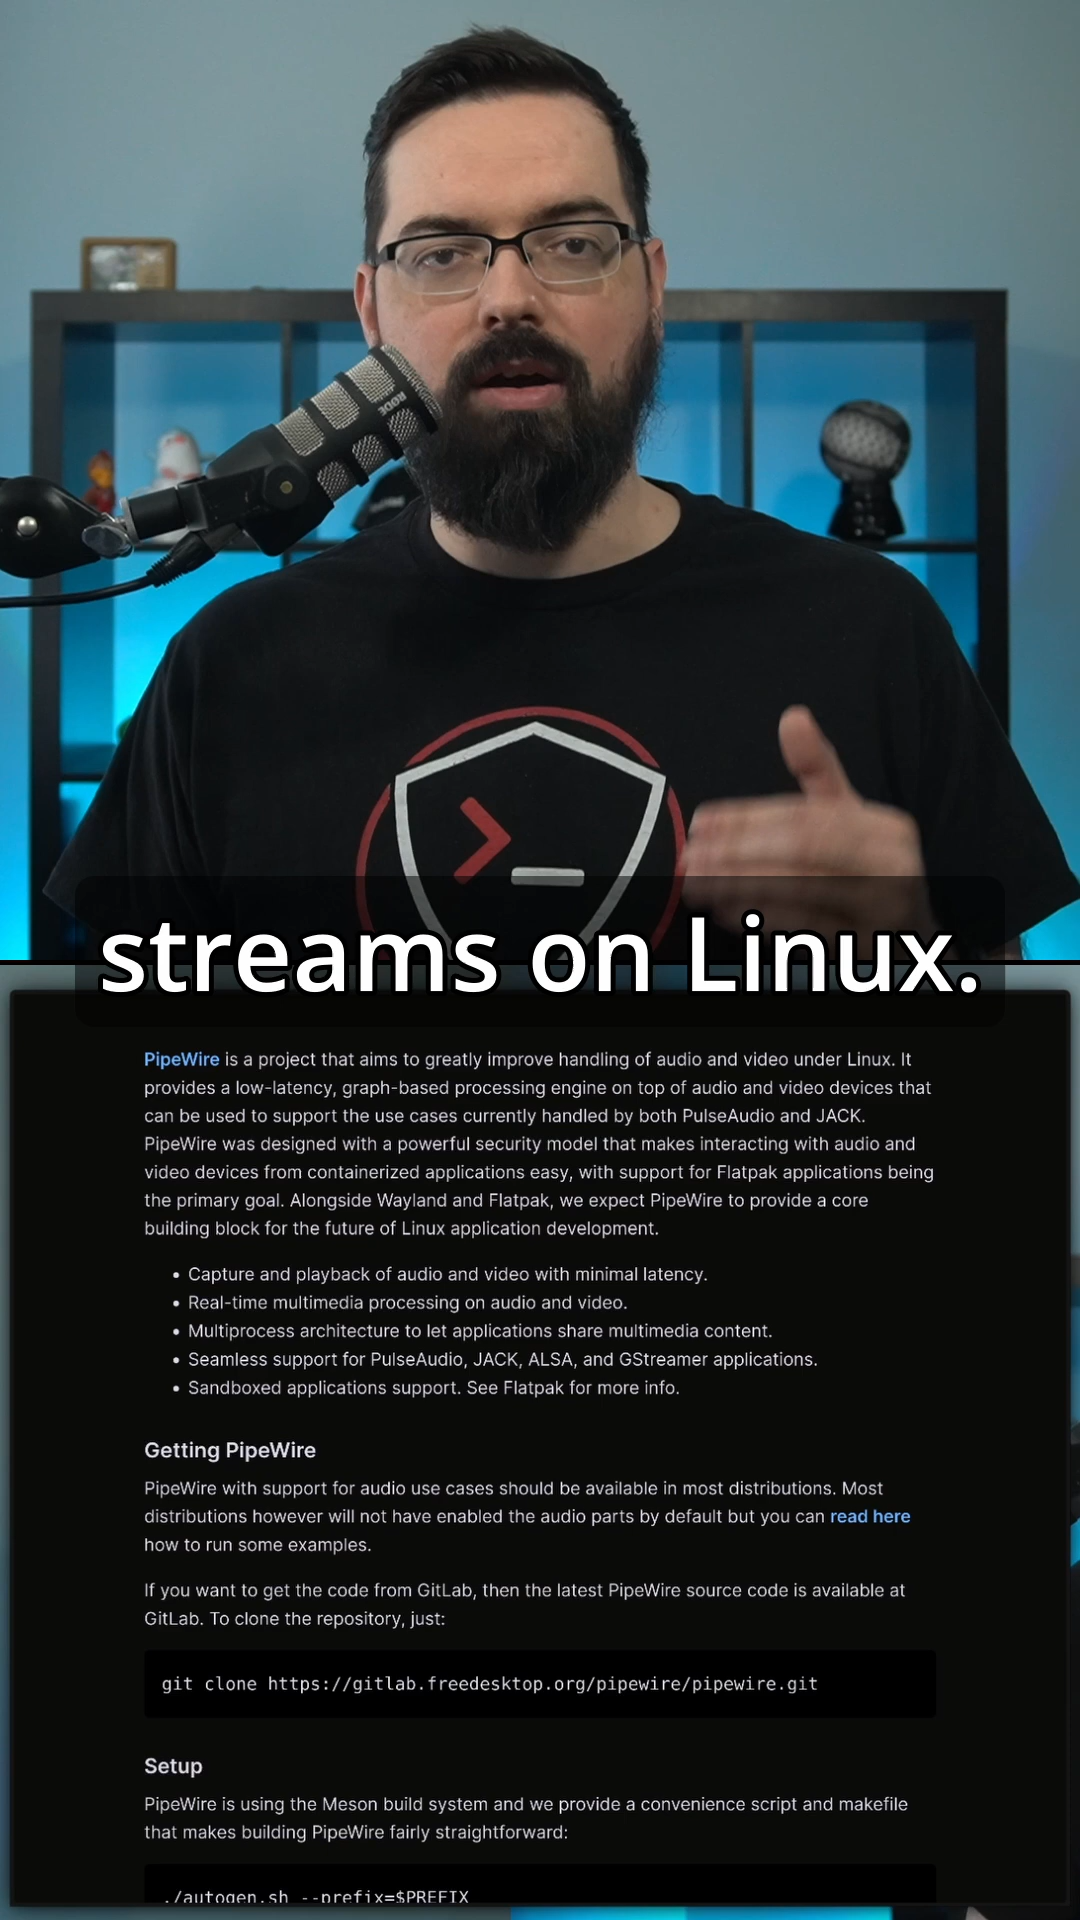 RODE
>_
streams on Linux.
PipeWire is a project that aims to greatly improve handling of audio and video under Linux. It
provides a low-latency, graph-based processing engine on top of audio and video devices that
can be used to support the use cases currently handled by both PulseAudio and JACK.
PipeWire was designed with a powerful security model that makes interacting with audio and
video devices from containerized applications easy, with support for Flatpak applications being
the primary goal. Alongside Wayland and Flatpak, we expect PipeWire to provide a core
building block for the future of Linux application development.
• Capture and playback of audio and video with minimal latency.
• Real-time multimedia processing on audio and video.
• Multiprocess architecture to let applications share multimedia content.
• Seamless support for PulseAudio, JACK, ALSA, and GStreamer applications.
• Sandboxed applications support. See Flatpak for more info.
Getting PipeWire
PipeWire with support for audio use cases should be available in most distributions. Most
distributions however will not have enabled the audio parts by default but you can read here
how to run some examples.
If you want to get the code from GitLab, then the latest PipeWire source code is available at
GitLab. To clone the repository, just:
git clone https://gitlab.freedesktop.org/pipewire/pipewire.git
Setup
PipeWire is using the Meson build system and we provide a convenience script and makefile
that makes building PipeWire fairly straightforward:
./autogen.sh --prefix=$PREFIX